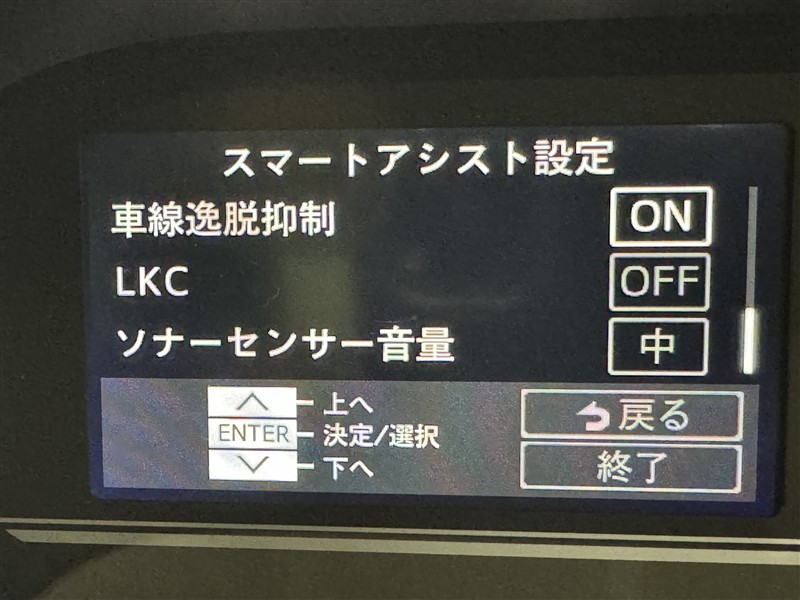 スマートアシスト設定
車線逸脱抑制 ON
LKC OFF
ソナーセンサー音量 中
上へ
ENTER 決定/選択
下へ
戻る
終了